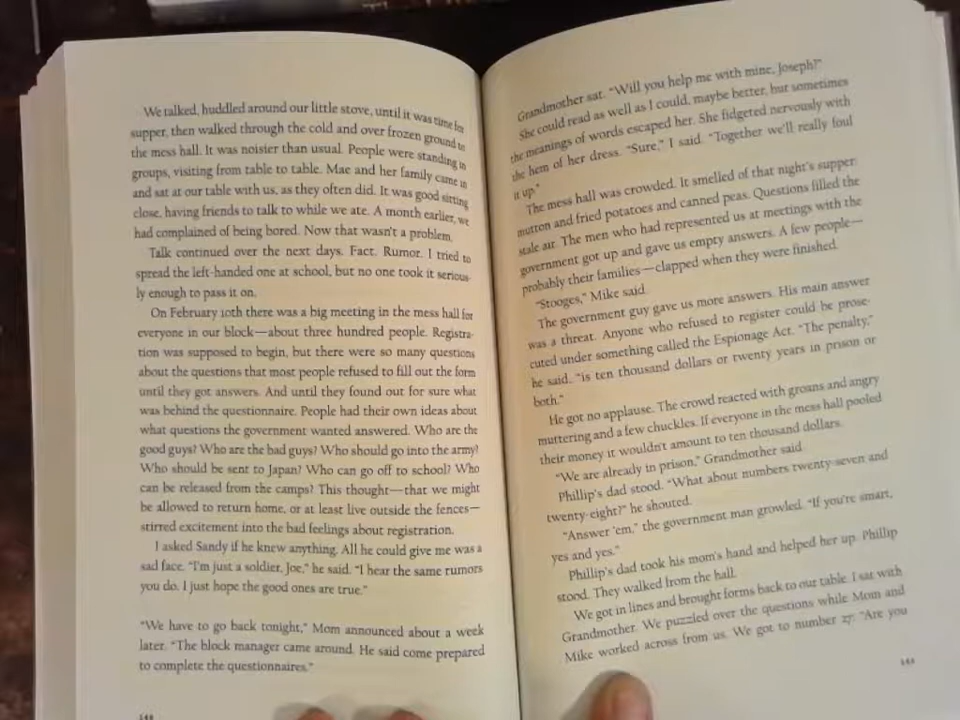 We talked, huddled around our little stove, until it was time for
supper, then walked through the cold and over frozen ground to
the mess hall. It was noisier than usual. People were standing in
groups, visiting from table to table. Mae and her family came in
and sat at our table with us, as they often did. It was good sitting
close, having friends to talk to while we ate. A month earlier, we
had complained of being bored. Now that wasn't a problem.
Talk continued over the next days. Fact. Rumor. I tried to
spread the left-handed one at school, but no one took it serious-
ly enough to pass it on.
On February 10th there was a big meeting in the mess hall for
everyone in our block—about three hundred people. Registra-
tion was supposed to begin, but there were so many questions
about the questions that most people refused to fill out the form
until they got answers. And until they found out for sure what
was behind the questionnaire. People had their own ideas about
what questions the government wanted answered. Who are the
good guys? Who are the bad guys? Who should go into the army?
Who should be sent to Japan? Who can go off to school? Who
can be released from the camps? This thought—that we might
be allowed to return home, or at least live outside the fences—
stirred excitement into the bad feelings about registration.
I asked Sandy if he knew anything. All he could give me was a
sad face. "I'm just a soldier, Joe," he said. "I hear the same rumors
you do. I just hope the good ones are true."
"We have to go back tonight," Mom announced about a week
later. "The block manager came around. He said come prepared
to complete the questionnaires."
Grandmother sat. "Will you help me with mine, Joseph?"
She could read as well as I could, maybe better, but sometimes
the meanings of words escaped her. She fidgeted nervously with
the hem of her dress. "Sure," I said. "Together we'll really foul
it up."
The mess hall was crowded. It smelled of that night's supper:
mutton and fried potatoes and canned peas. Questions filled the
stale air. The men who had represented us at meetings with the
government got up and gave us empty answers. A few people—
probably their families—clapped when they were finished.
"Stooges," Mike said.
The government guy gave us more answers. His main answer
was a threat. Anyone who refused to register could be prose-
cuted under something called the Espionage Act. "The penalty,"
he said, "is ten thousand dollars or twenty years in prison or
both."
He got no applause. The crowd reacted with groans and angry
muttering and a few chuckles. If everyone in the mess hall pooled
their money it wouldn't amount to ten thousand dollars.
"We are already in prison," Grandmother said.
Phillip's dad stood. "What about numbers twenty-seven and
twenty-eight?" he shouted.
"Answer 'em," the government man growled. "If you're smart,
yes and yes."
Phillip's dad took his mom's hand and helped her up. Phillip
stood. They walked from the hall.
We got in lines and brought forms back to our table. I sat with
Grandmother. We puzzled over the questions while Mom and
Mike worked across from us. We got to number 27: "Are you